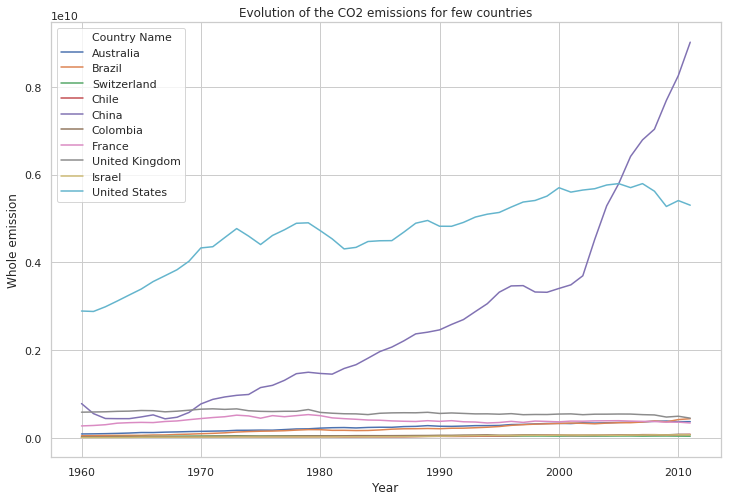 Evolution of the CO2 emissions for few countries
1e10
Country Name
Australia
Brazil
Switzerland
Chile
China
Colombia
France
United Kingdom
Israel
United States
Whole emission
0.8
0.6
0.4
0.2
0.0
1960 1970 1980 1990 2000 2010
Year